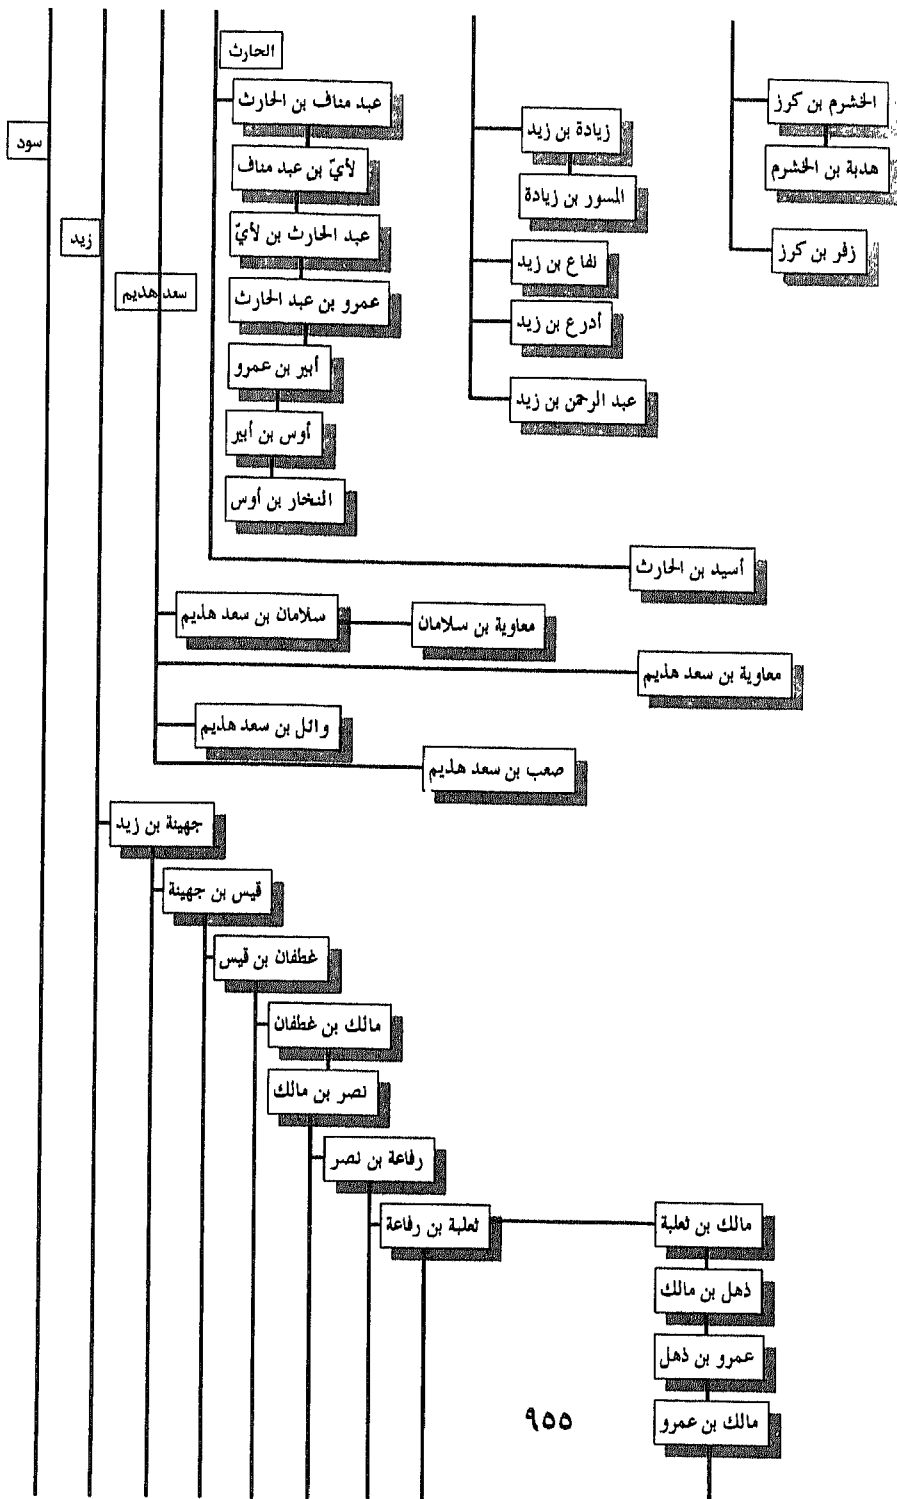 الحارث
عبد مناف بن الحارث
لأيّ بن عبد مناف
عبد الحارث بن لأيّ
عمرو بن عبد الحارث
أبير بن عمرو
أوس بن أبير
النخار بن أوس
زيادة بن زيد
المسور بن زيادة
نفاع بن زيد
أدرع بن زيد
عبد الرحمن بن زيد
الخشرم بن كرز
هدبة بن الخشرم
زفر بن كرز
سود
زيد
سعد هذيم
أسيد بن الحارث
سلامان بن سعد هذيم
معاوية بن سلامان
معاوية بن سعد هذيم
وائل بن سعد هذيم
صعب بن سعد هذيم
جهينة بن زيد
قيس بن جهينة
غطفان بن قيس
مالك بن غطفان
نصر بن مالك
رفاعة بن نصر
ثعلبة بن رفاعة
مالك بن ثعلبة
ذهل بن مالك
عمرو بن ذهل
مالك بن عمرو
٩٥٥